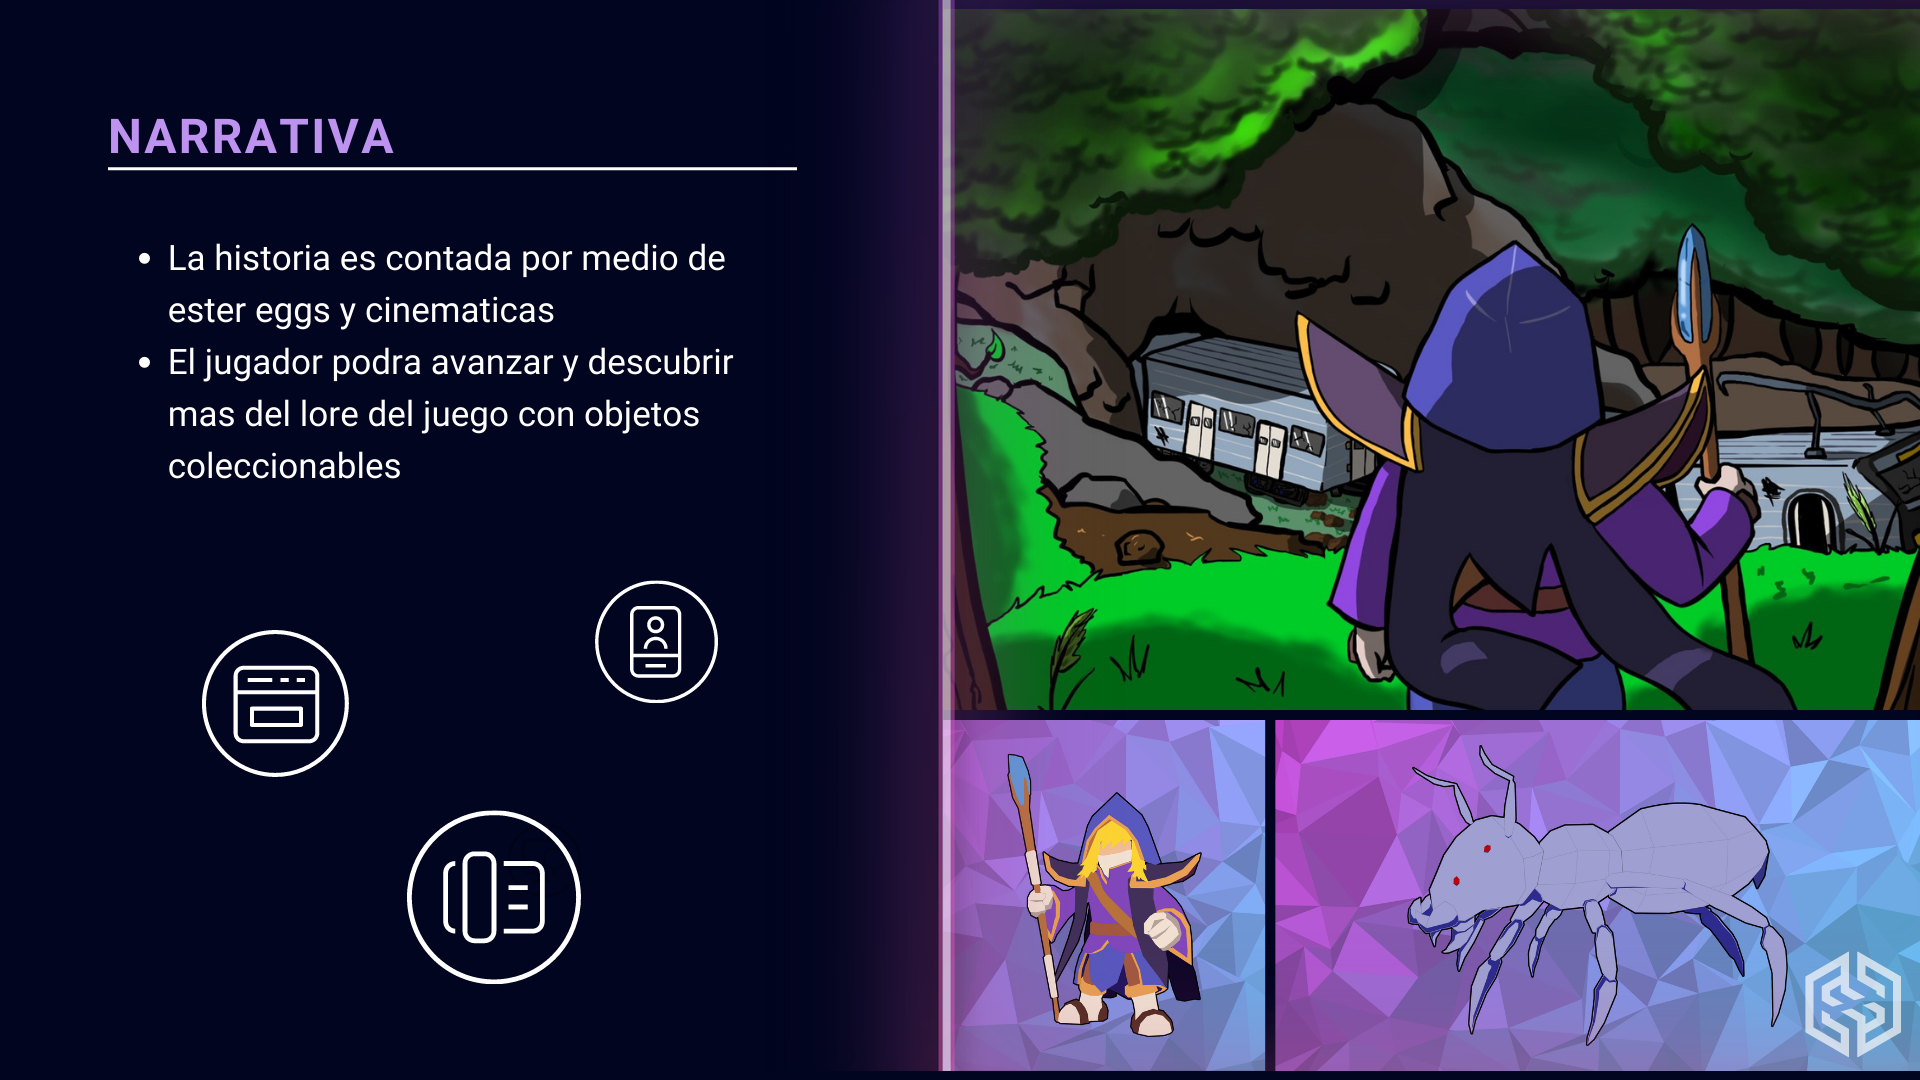 NARRATIVA
La historia es contada por medio de
ester eggs y cinematicas
El jugador podra avanzar y descubrir
mas del lore del juego con objetos
coleccionables